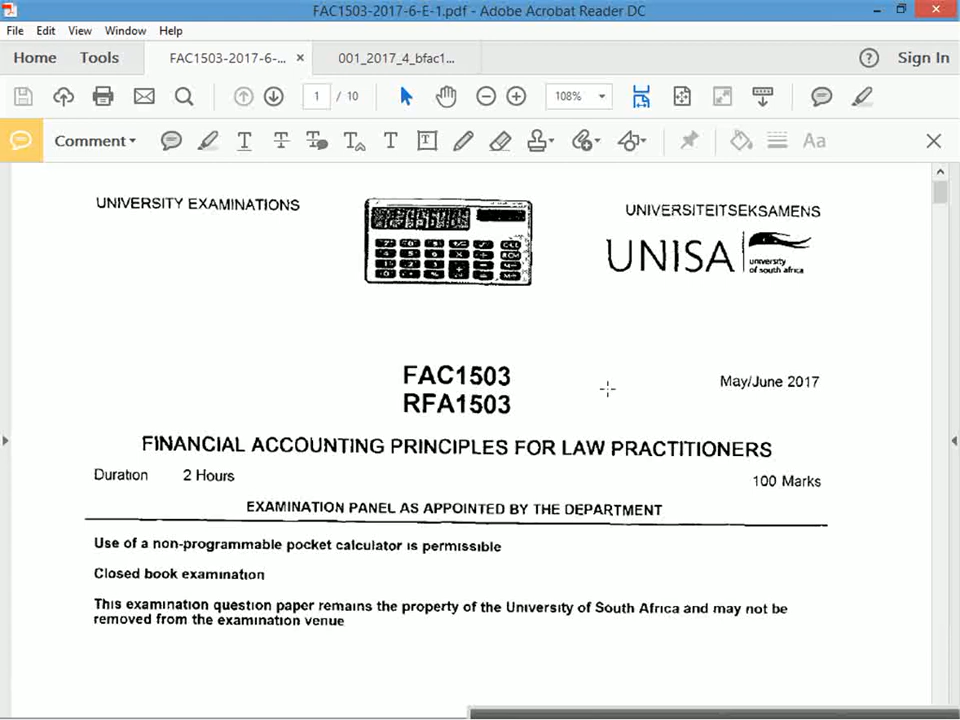 FAC1503-2017-6-E-1.pdf - Adobe Acrobat Reader DC
File Edit View Window Help
Home Tools FAC1503-2017-6-... × 001_2017_4_bfac1... Sign In
1 / 10 108%
Comment
UNIVERSITY EXAMINATIONS
UNIVERSITEITSEKSAMENS
UNISA university
of south africa
FAC1503
RFA1503
May/June 2017
FINANCIAL ACCOUNTING PRINCIPLES FOR LAW PRACTITIONERS
Duration 2 Hours
100 Marks
EXAMINATION PANEL AS APPOINTED BY THE DEPARTMENT
Use of a non-programmable pocket calculator is permissible
Closed book examination
This examination question paper remains the property of the University of South Africa and may not be
removed from the examination venue